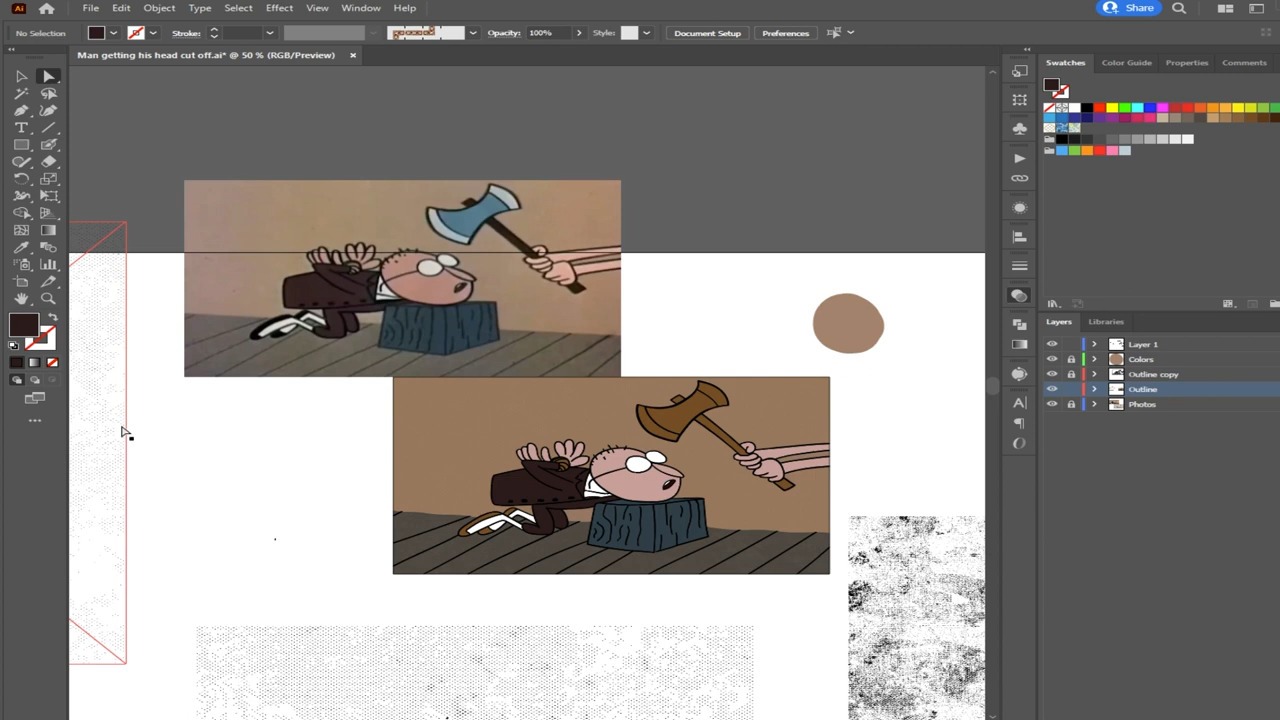 Ai File Edit Object Type Select Effect View Window Help Share
No Selection Stroke: Opacity: 100% Style: Document Setup Preferences
Man getting his head cut off.ai* @ 50 % (RGB/Preview) ×
Swatches Color Guide Properties Comments
Layers Libraries
Layer 1
Colors
Outline copy
Outline
Photos